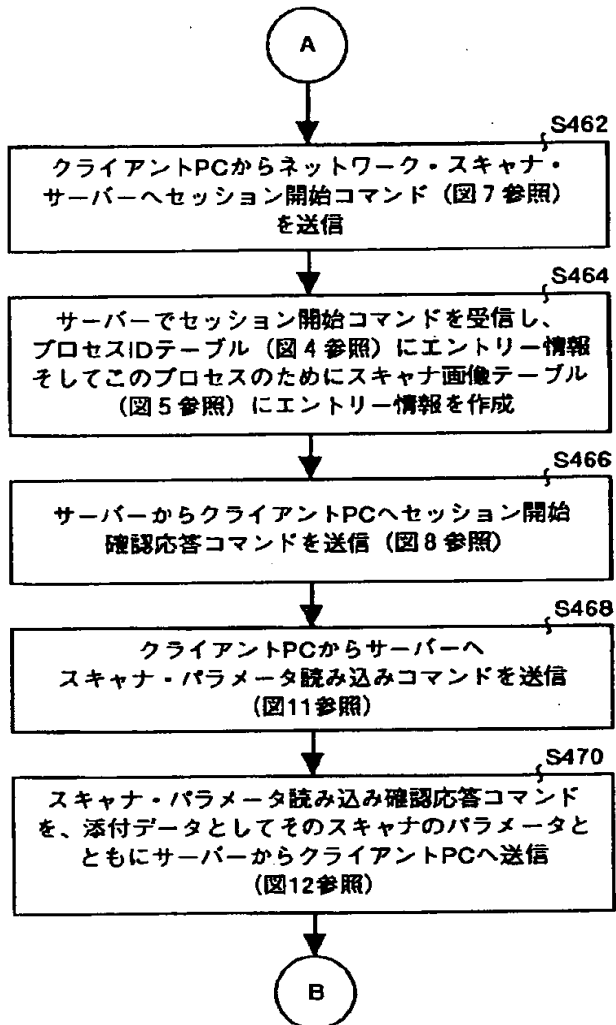 A
S462
クライアントPCからネットワーク・スキャナ・
サーバーへセッション開始コマンド（図7参照）
を送信
S464
サーバーでセッション開始コマンドを受信し、
プロセスIDテーブル（図4参照）にエントリー情報
そしてこのプロセスのためにスキャナ画像テーブル
（図5参照）にエントリー情報を作成
S466
サーバーからクライアントPCへセッション開始
確認応答コマンドを送信（図8参照）
S468
クライアントPCからサーバーへ
スキャナ・パラメータ読み込みコマンドを送信
（図11参照）
S470
スキャナ・パラメータ読み込み確認応答コマンド
を、添付データとしてそのスキャナのパラメータと
ともにサーバーからクライアントPCへ送信
（図12参照）
B